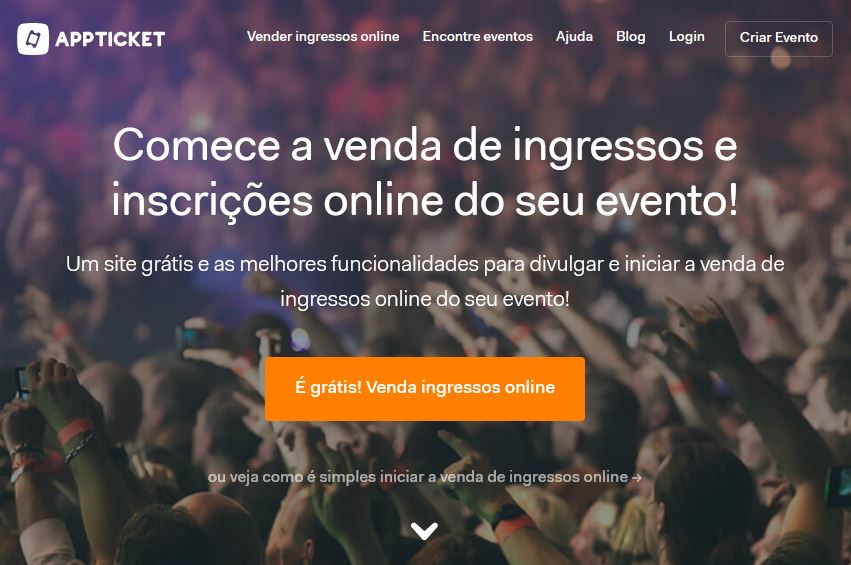 APPTICKET
Vender ingressos online
Encontre eventos
Ajuda
Blog
Login
Criar Evento
Comece a venda de ingressos e
inscrições online do seu evento!
Um site grátis e as melhores funcionalidades para divulgar e iniciar a venda de
ingressos online do seu evento!
É grátis! Venda ingressos online
ou veja como é simples iniciar a venda de ingressos online →